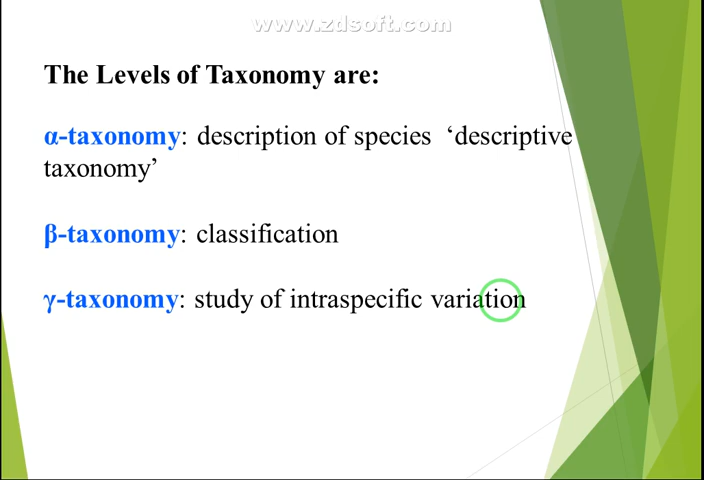 www.zdsoft.com
The Levels of Taxonomy are:
α-taxonomy: description of species ‘descriptive
taxonomy’
β-taxonomy: classification
γ-taxonomy: study of intraspecific variation